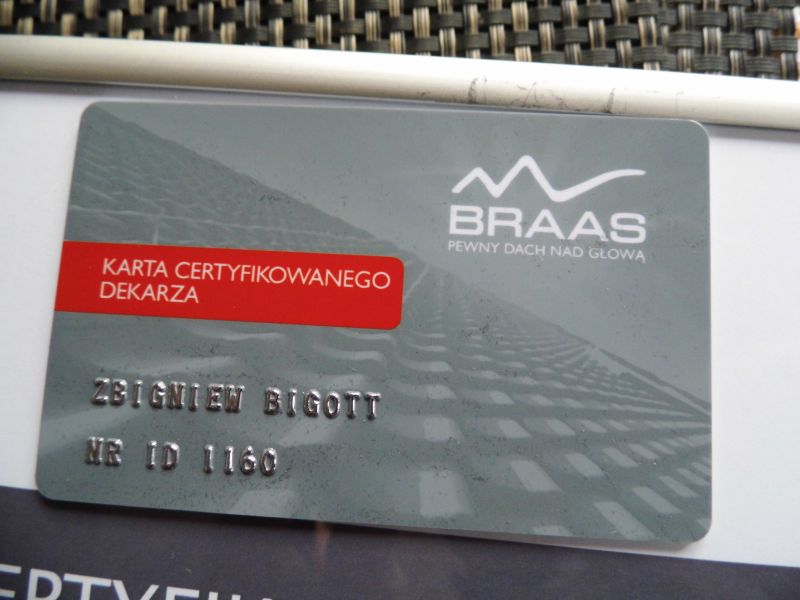 BRAAS
PEWNY DACH NAD GŁOWĄ
KARTA CERTYFIKOWANEGO
DEKARZA
ZBIGNIEW BIGOTT
NR ID 1160